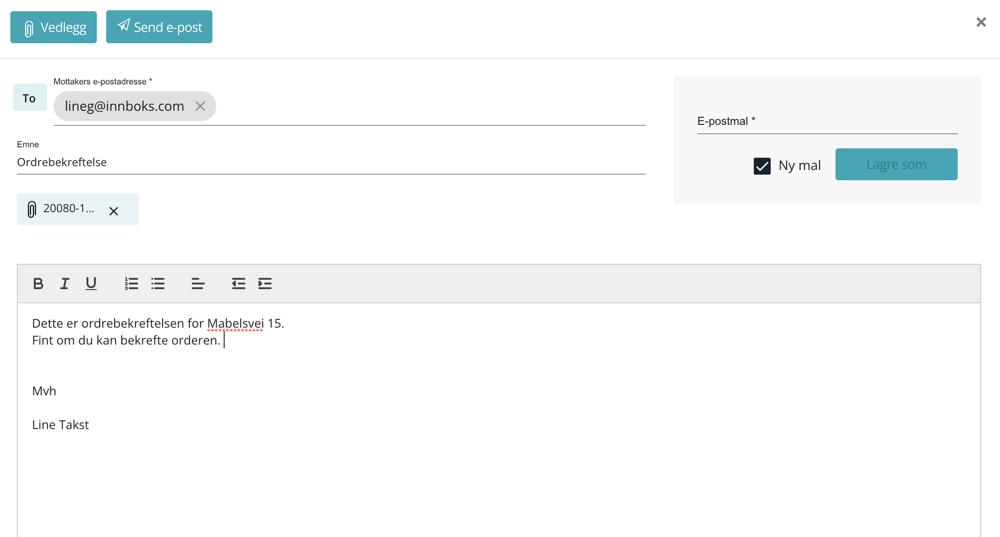 Vedlegg
Send e-post
To
Mottakers e-postadresse *
lineg@innboks.com
Emne
Ordrebekreftelse
20080-1...
E-postmal *
Ny mal
Lagre som
B I U
Dette er ordrebekreftelsen for Mabelsvei 15.
Fint om du kan bekrefte orderen.
Mvh
Line Takst